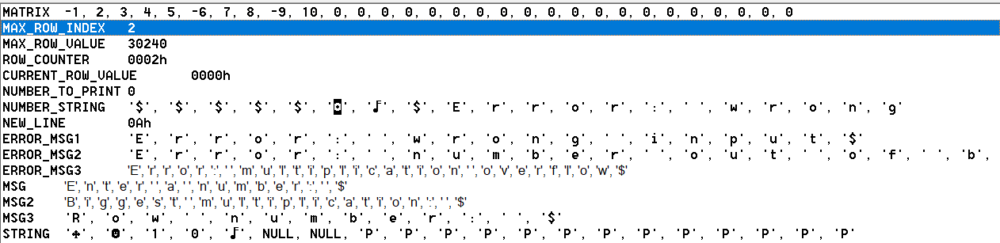 MATRIX -1, 2, 3, 4, 5, -6, 7, 8, -9, 10, 0, 0, 0, 0, 0, 0, 0, 0, 0, 0, 0, 0, 0, 0, 0, 0, 0, 0, 0, 0
MAX_ROW_INDEX 2
MAX_ROW_VALUE 30240
ROW_COUNTER 0002h
CURRENT_ROW_VALUE 0000h
NUMBER_TO_PRINT 0
NUMBER_STRING '$', '$', '$', '$', '$', '◘', '♪', '$', 'E', 'r', 'r', 'o', 'r', ':', ' ', 'w', 'r', 'o', 'n', 'g'
NEW_LINE 0Ah
ERROR_MSG1 'E', 'r', 'r', 'o', 'r', ':', ' ', 'w', 'r', 'o', 'n', 'g', ' ', 'i', 'n', 'p', 'u', 't', '$'
ERROR_MSG2 'E', 'r', 'r', 'o', 'r', ':', ' ', 'n', 'u', 'm', 'b', 'e', 'r', ' ', 'o', 'u', 't', ' ', 'o', 'f', ' ', 'b',
ERROR_MSG3 'E', 'r', 'r', 'o', 'r', ':', ' ', 'm', 'u', 'l', 't', 'i', 'p', 'l', 'i', 'c', 'a', 't', 'i', 'o', 'n', ' ', 'o', 'v', 'e', 'r', 'f', 'l', 'o', 'w', '$'
MSG 'E', 'n', 't', 'e', 'r', ' ', 'a', ' ', 'n', 'u', 'm', 'b', 'e', 'r', ':', ' ', '$'
MSG2 'B', 'i', 'g', 'g', 'e', 's', 't', ' ', 'm', 'u', 'l', 't', 'i', 'p', 'l', 'i', 'c', 'a', 't', 'i', 'o', 'n', ':', ' ', '$'
MSG3 'R', 'o', 'w', ' ', 'n', 'u', 'm', 'b', 'e', 'r', ':', ' ', '$'
STRING '♠', '☻', '1', '0', '♪', NULL, NULL, 'P', 'P', 'P', 'P', 'P', 'P', 'P', 'P', 'P', 'P', 'P', 'P', 'P'